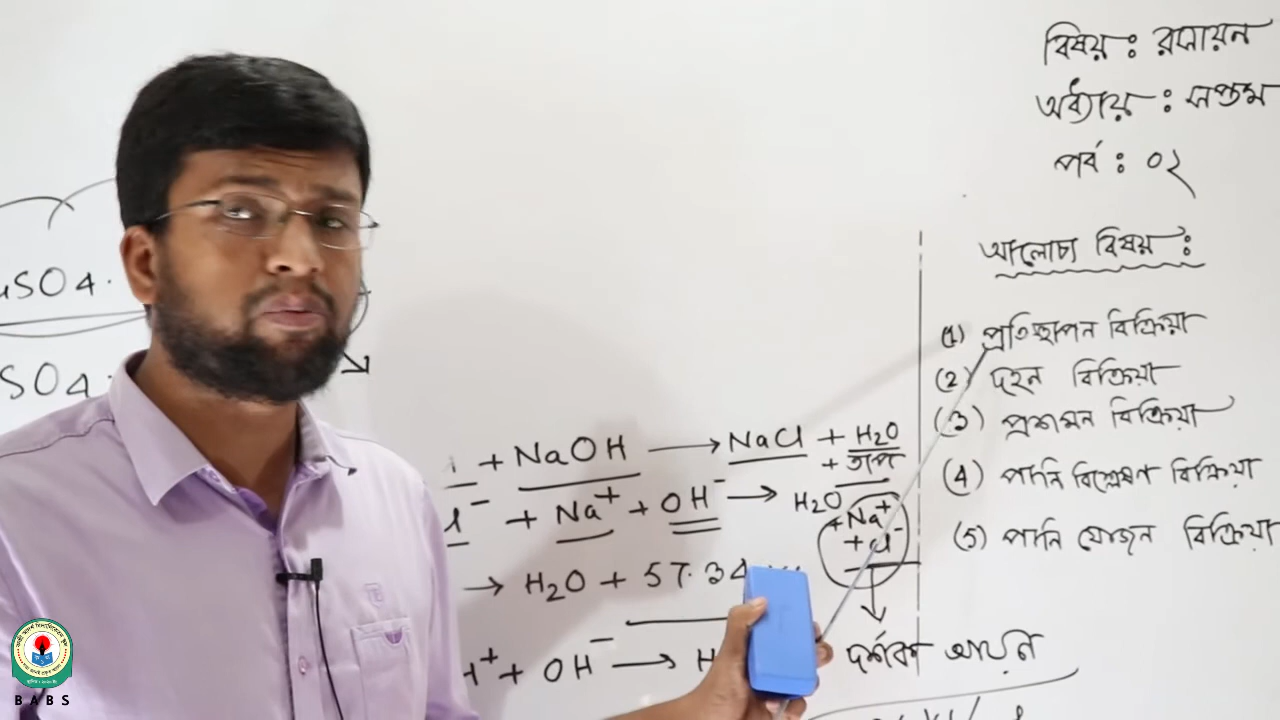 বিষয় : রসায়ন
অধ্যায় : সপ্তম
পর্ব : ০২
আলোচ্য বিষয় :
(1) প্রতিস্থাপন বিক্রিয়া
(2) দহন বিক্রিয়া
(3) প্রশমন বিক্রিয়া
(4) পানি বিশ্লেষণ বিক্রিয়া
(5) পানি যোজন বিক্রিয়া
SO4.
SO4.
+ NaOH → NaCl + H2O
+ তাপ
+ Na+ + OH- → H2O
+ Na+
+ Cl-
→ H2O + 57.34
+ OH- →
দর্শক আয়ন
BABS